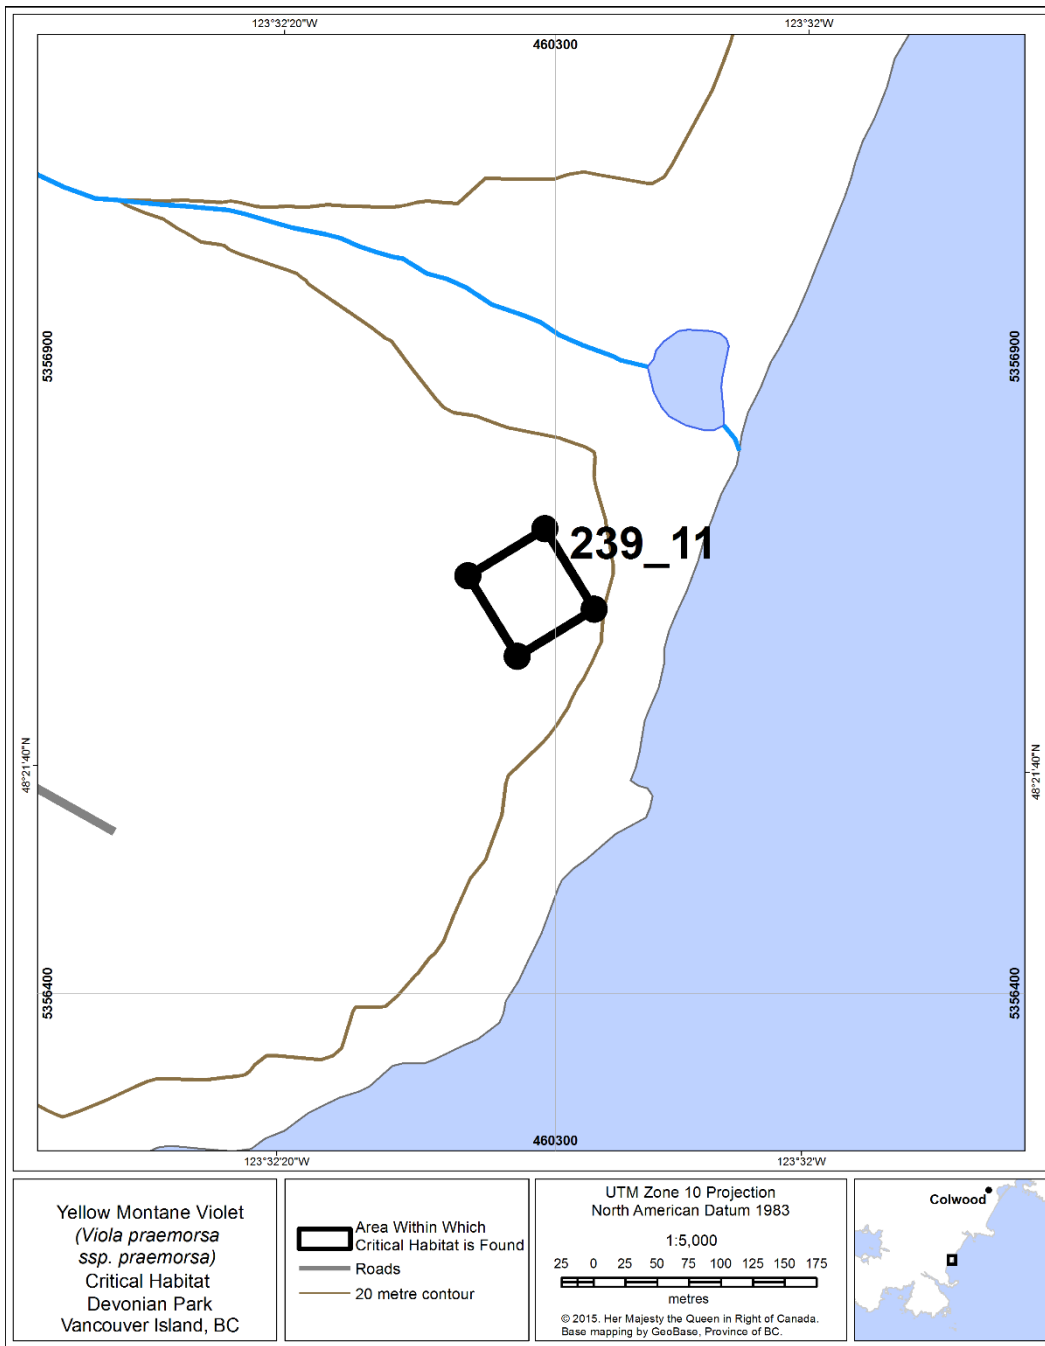 123°32'20"W
123°32'W
460300
5356900
5356900
239_11
48°21'40"N
48°21'40"N
5356400
5356400
460300
123°32'20"W
123°32'W
Yellow Montane Violet
(Viola praemorsa
ssp. praemorsa)
Critical Habitat
Devonian Park
Vancouver Island, BC
Area Within Which
Critical Habitat is Found
Roads
20 metre contour
UTM Zone 10 Projection
North American Datum 1983
1:5,000
25 0 25 50 75 100 125 150 175
metres
© 2015. Her Majesty the Queen in Right of Canada.
Base mapping by GeoBase, Province of BC.
Colwood